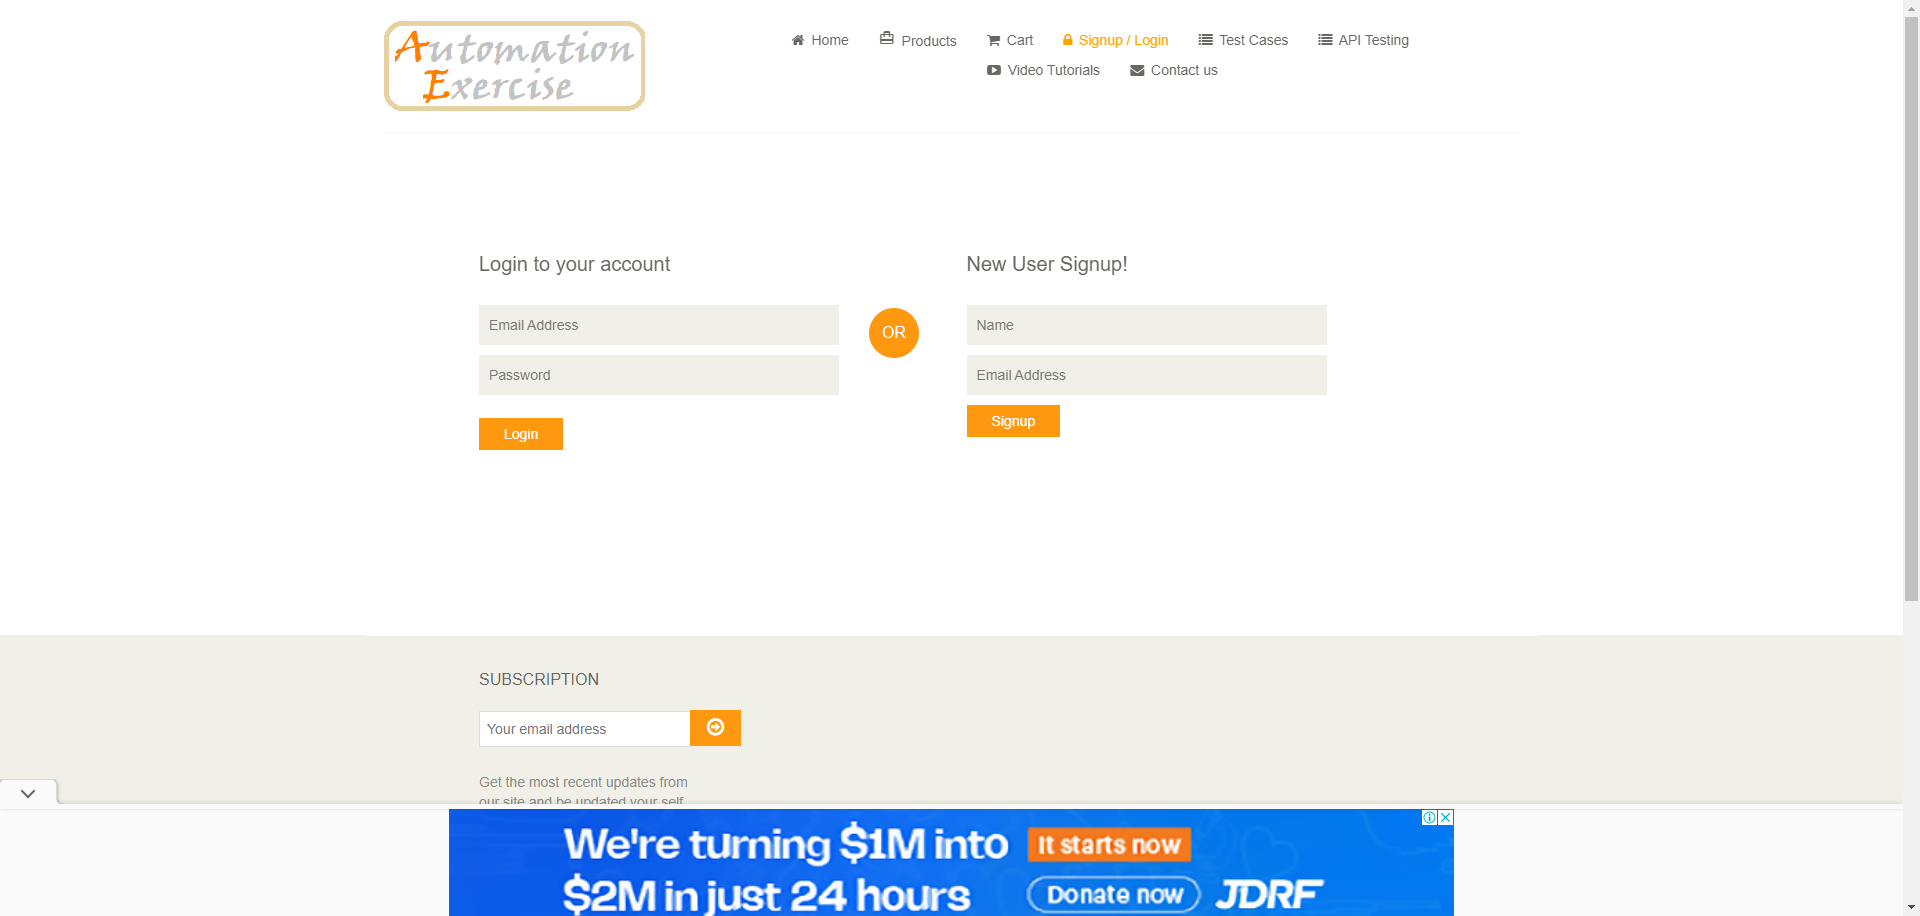 Automation
Exercise
Home
Products
Cart
Signup / Login
Test Cases
API Testing
Video Tutorials
Contact us
Login to your account
New User Signup!
Email Address
OR
Name
Password
Email Address
Login
Signup
SUBSCRIPTION
Your email address
Get the most recent updates from
our site and be updated your self
We're turning $1M into
$2M in just 24 hours
It starts now
Donate now
JDRF